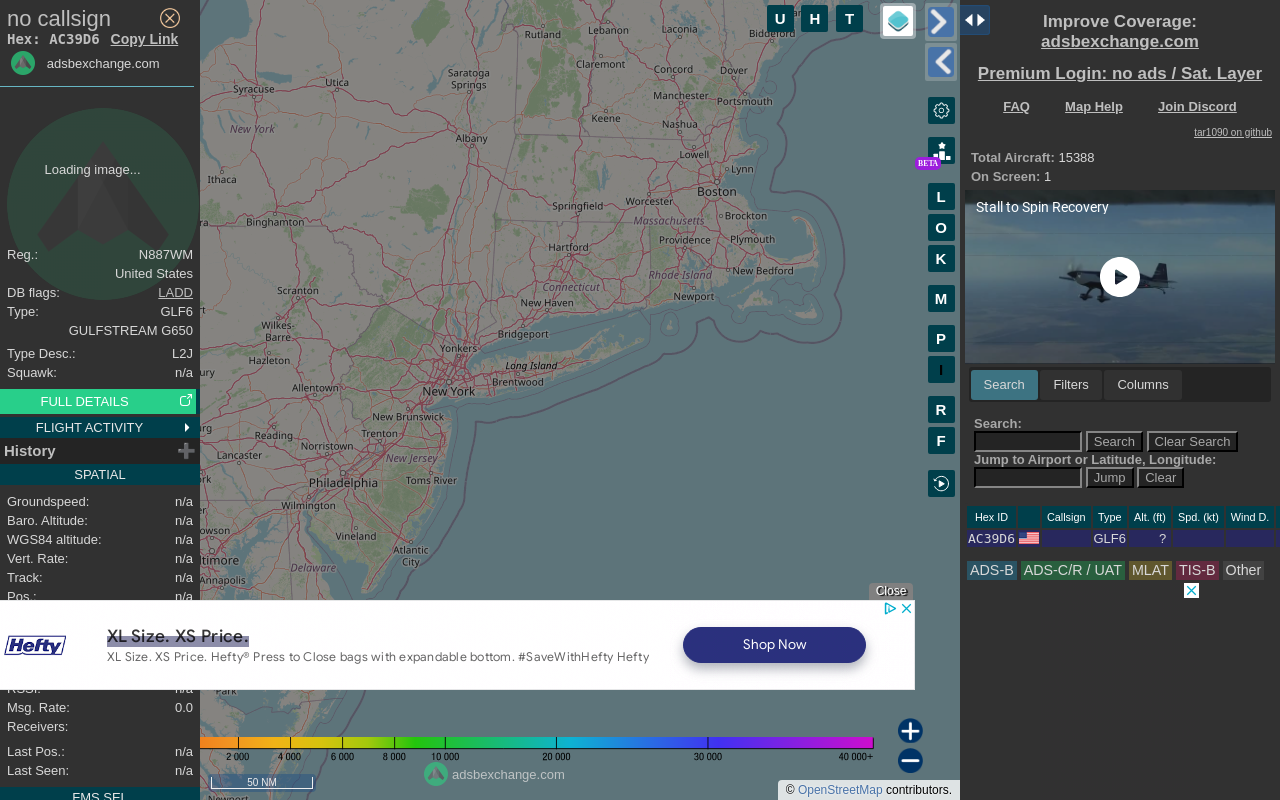 no callsign
Hex: AC39D6 Copy Link
adsbexchange.com
Loading image...
Reg.: N887WM
United States
DB flags: LADD
Type: GLF6
GULFSTREAM G650
Type Desc.: L2J
Squawk: n/a
FULL DETAILS
FLIGHT ACTIVITY
History
SPATIAL
Groundspeed: n/a
Baro. Altitude: n/a
WGS84 altitude: n/a
Vert. Rate: n/a
Track: n/a
Pos.: n/a
RSSI: n/a
Msg. Rate: 0.0
Receivers:
Last Pos.: n/a
Last Seen: n/a
FMS SEL
U H T
BETA
L
O
K
M
P
I
R
F
Rutland
Lebanon
Laconia
Biddeford
Claremont
Concord
Dover
Saratoga
Springs
Utica
Syracuse
Manchester
Portsmouth
Keene
Nashua
New York
Albany
Lowell
Lynn
Ithaca
Boston
Worcester
Springfield
Massachusetts
Brockton
Binghamton
Providence
Plymouth
Hartford
Rhode Island
New Bedford
Connecticut
Newport
Scranton
New Haven
Wilkes-
Barre
Bridgeport
Yonkers
Hazleton
Long Island
Brentwood
Allentown
New York
New Brunswick
Reading
Trenton
Norristown
Lancaster
New Jersey
Philadelphia
Toms River
Wilmington
Vineland
Atlantic
City
Annapolis
Delaware
Close
Hefty
XL Size. XS Price.
XL Size. XS Price. Hefty® Press to Close bags with expandable bottom. #SaveWithHefty Hefty
Shop Now
Park
2 000 4 000 6 000 8 000 10 000 20 000 30 000 40 000+
adsbexchange.com
50 NM
Newport
© OpenStreetMap contributors.
Improve Coverage:
adsbexchange.com
Premium Login: no ads / Sat. Layer
FAQ Map Help Join Discord
tar1090 on github
Total Aircraft: 15388
On Screen: 1
Stall to Spin Recovery
Search Filters Columns
Search:
Search Clear Search
Jump to Airport or Latitude, Longitude:
Jump Clear
Hex ID Callsign Type Alt. (ft) Spd. (kt) Wind D.
AC39D6 GLF6 ?
ADS-B ADS-C/R / UAT MLAT TIS-B Other